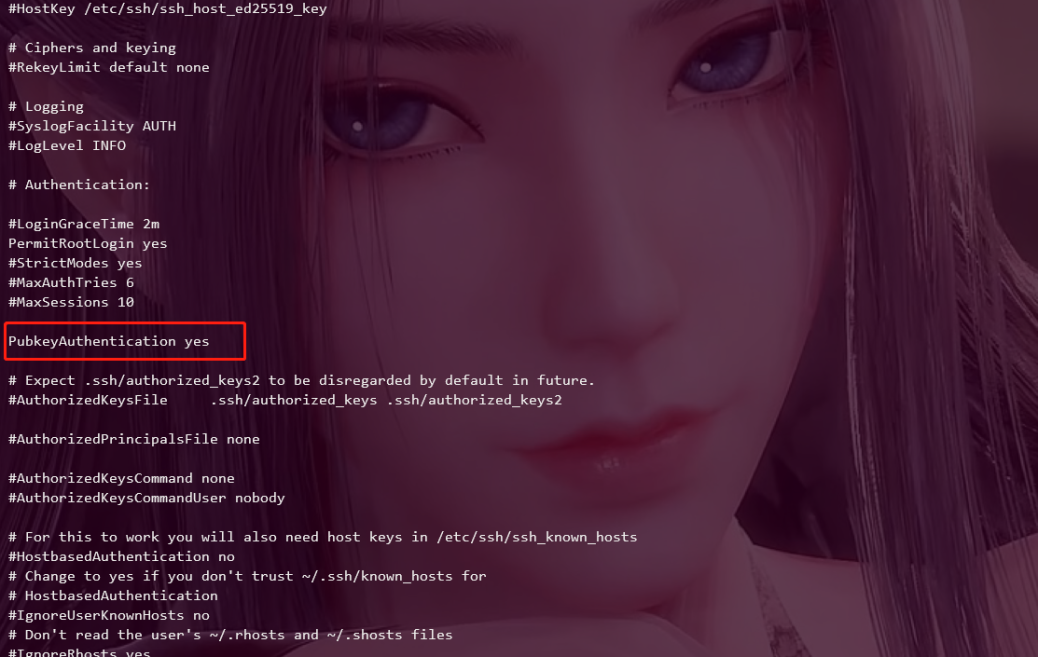 #HostKey /etc/ssh/ssh_host_ed25519_key
# Ciphers and keying
#RekeyLimit default none
# Logging
#SyslogFacility AUTH
#LogLevel INFO
# Authentication:
#LoginGraceTime 2m
PermitRootLogin yes
#StrictModes yes
#MaxAuthTries 6
#MaxSessions 10
PubkeyAuthentication yes
# Expect .ssh/authorized_keys2 to be disregarded by default in future.
#AuthorizedKeysFile     .ssh/authorized_keys .ssh/authorized_keys2
#AuthorizedPrincipalsFile none
#AuthorizedKeysCommand none
#AuthorizedKeysCommandUser nobody
# For this to work you will also need host keys in /etc/ssh/ssh_known_hosts
#HostbasedAuthentication no
# Change to yes if you don't trust ~/.ssh/known_hosts for
# HostbasedAuthentication
#IgnoreUserKnownHosts no
# Don't read the user's ~/.rhosts and ~/.shosts files
#IgnoreRhosts yes